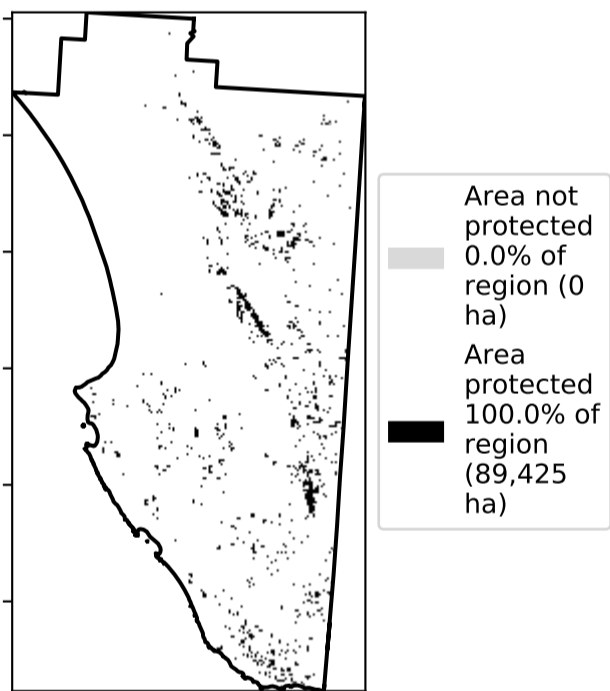 Area not
protected
0.0% of
region (0
ha)
Area
protected
100.0% of
region
(89,425
ha)